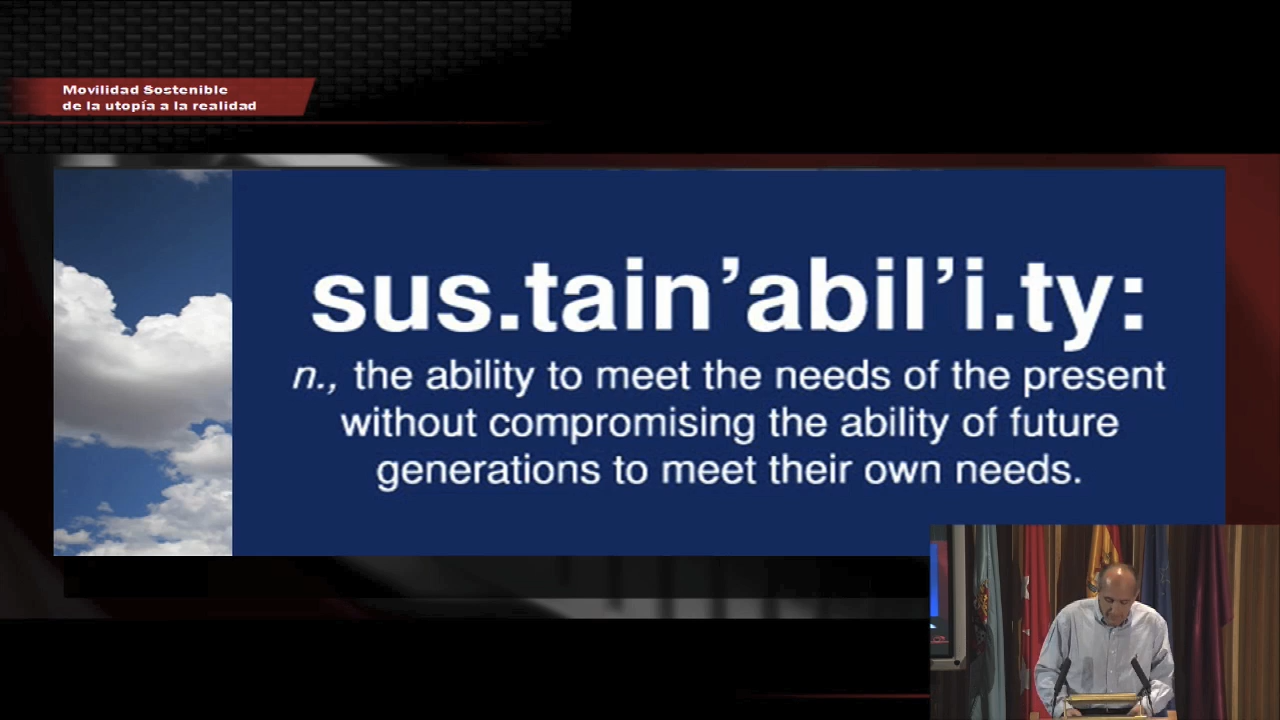 Movilidad Sostenible
de la utopía a la realidad
sus.tain’abil’i.ty:
n., the ability to meet the needs of the present
without compromising the ability of future
generations to meet their own needs.